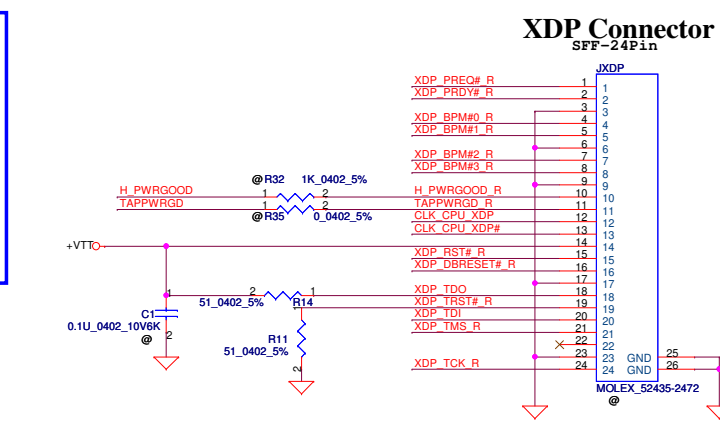 XDP Connector
SFF-24Pin
JXDP
XDP_PREQ#_R 1 1
XDP_PRDY#_R 2 2
3 3
XDP_BPM#0_R 4 4
XDP_BPM#1_R 5 5
6 6
XDP_BPM#2_R 7 7
XDP_BPM#3_R 8 8
9 9
@ R32 1K_0402_5%
H_PWRGOOD 1 2 H_PWRGOOD_R 10 10
TAPPWRGD 1 2 TAPPWRGD_R 11 11
@ R35 0_0402_5%
CLK_CPU_XDP 12 12
CLK_CPU_XDP# 13 13
+VTT 14 14
XDP_RST#_R 15 15
XDP_DBRESET#_R 16 16
17 17
2 1 XDP_TDO 18 18
51_0402_5% R14
1 XDP_TRST#_R 19 19
XDP_TDI 20 20
XDP_TMS_R 21 21
22 22
23 23 GND 25
XDP_TCK_R 24 24 GND 26
1
C1
0.1U_0402_10V6K
@ 2
1
R11
51_0402_5%
2
MOLEX_52435-2472
@